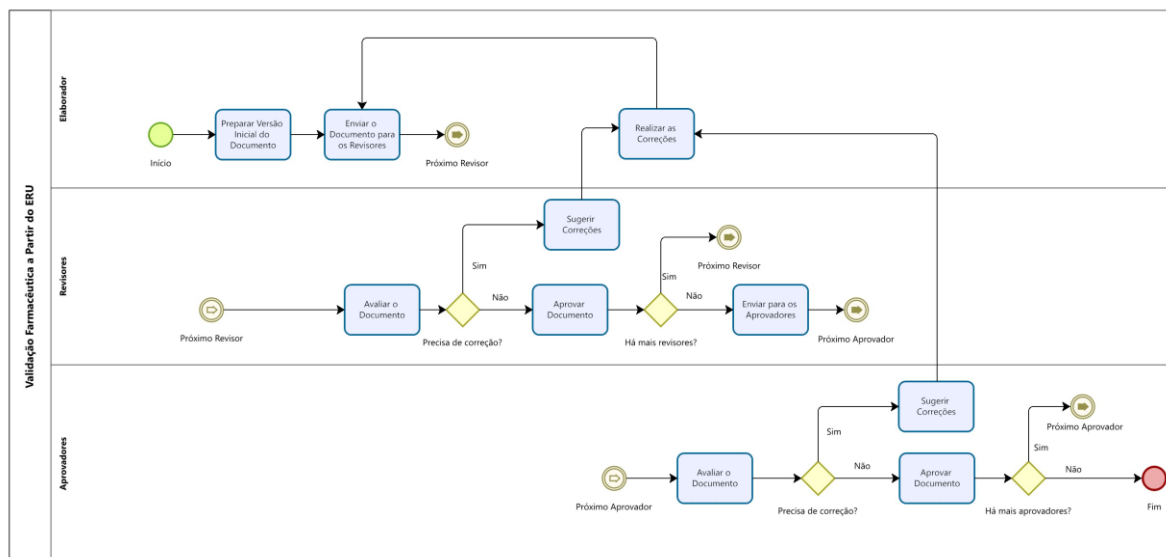 Validação Farmacêutica a Partir do ERU
Elaborador
Início
Preparar Versão
Inicial do
Documento
Enviar o
Documento para
os Revisores
Próximo Revisor
Realizar as
Correções
Revisores
Próximo Revisor
Avaliar o
Documento
Precisa de correção?
Sim
Sugerir
Correções
Não
Aprovar
Documento
Há mais revisores?
Sim
Próximo Revisor
Não
Enviar para os
Aprovadores
Próximo Aprovador
Aprovadores
Próximo Aprovador
Avaliar o
Documento
Precisa de correção?
Sim
Sugerir
Correções
Não
Aprovar
Documento
Há mais aprovadores?
Sim
Próximo Aprovador
Não
Fim